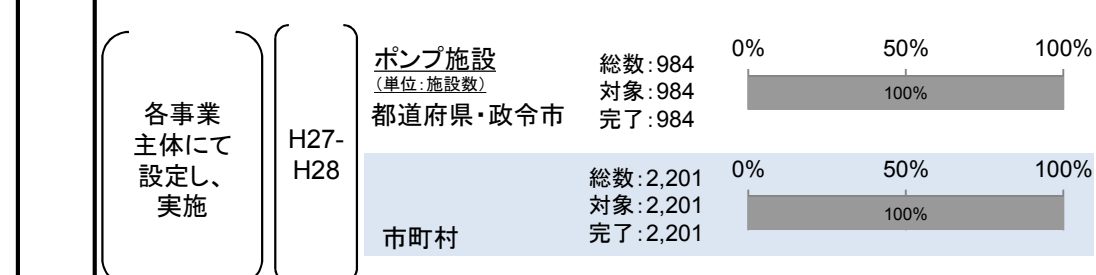 各事業
主体にて
設定し、
実施
H27-
H28
ポンプ施設
（単位：施設数）
都道府県・政令市
総数：984
対象：984
完了：984
0% 50% 100%
100%
市町村
総数：2,201
対象：2,201
完了：2,201
0% 50% 100%
100%